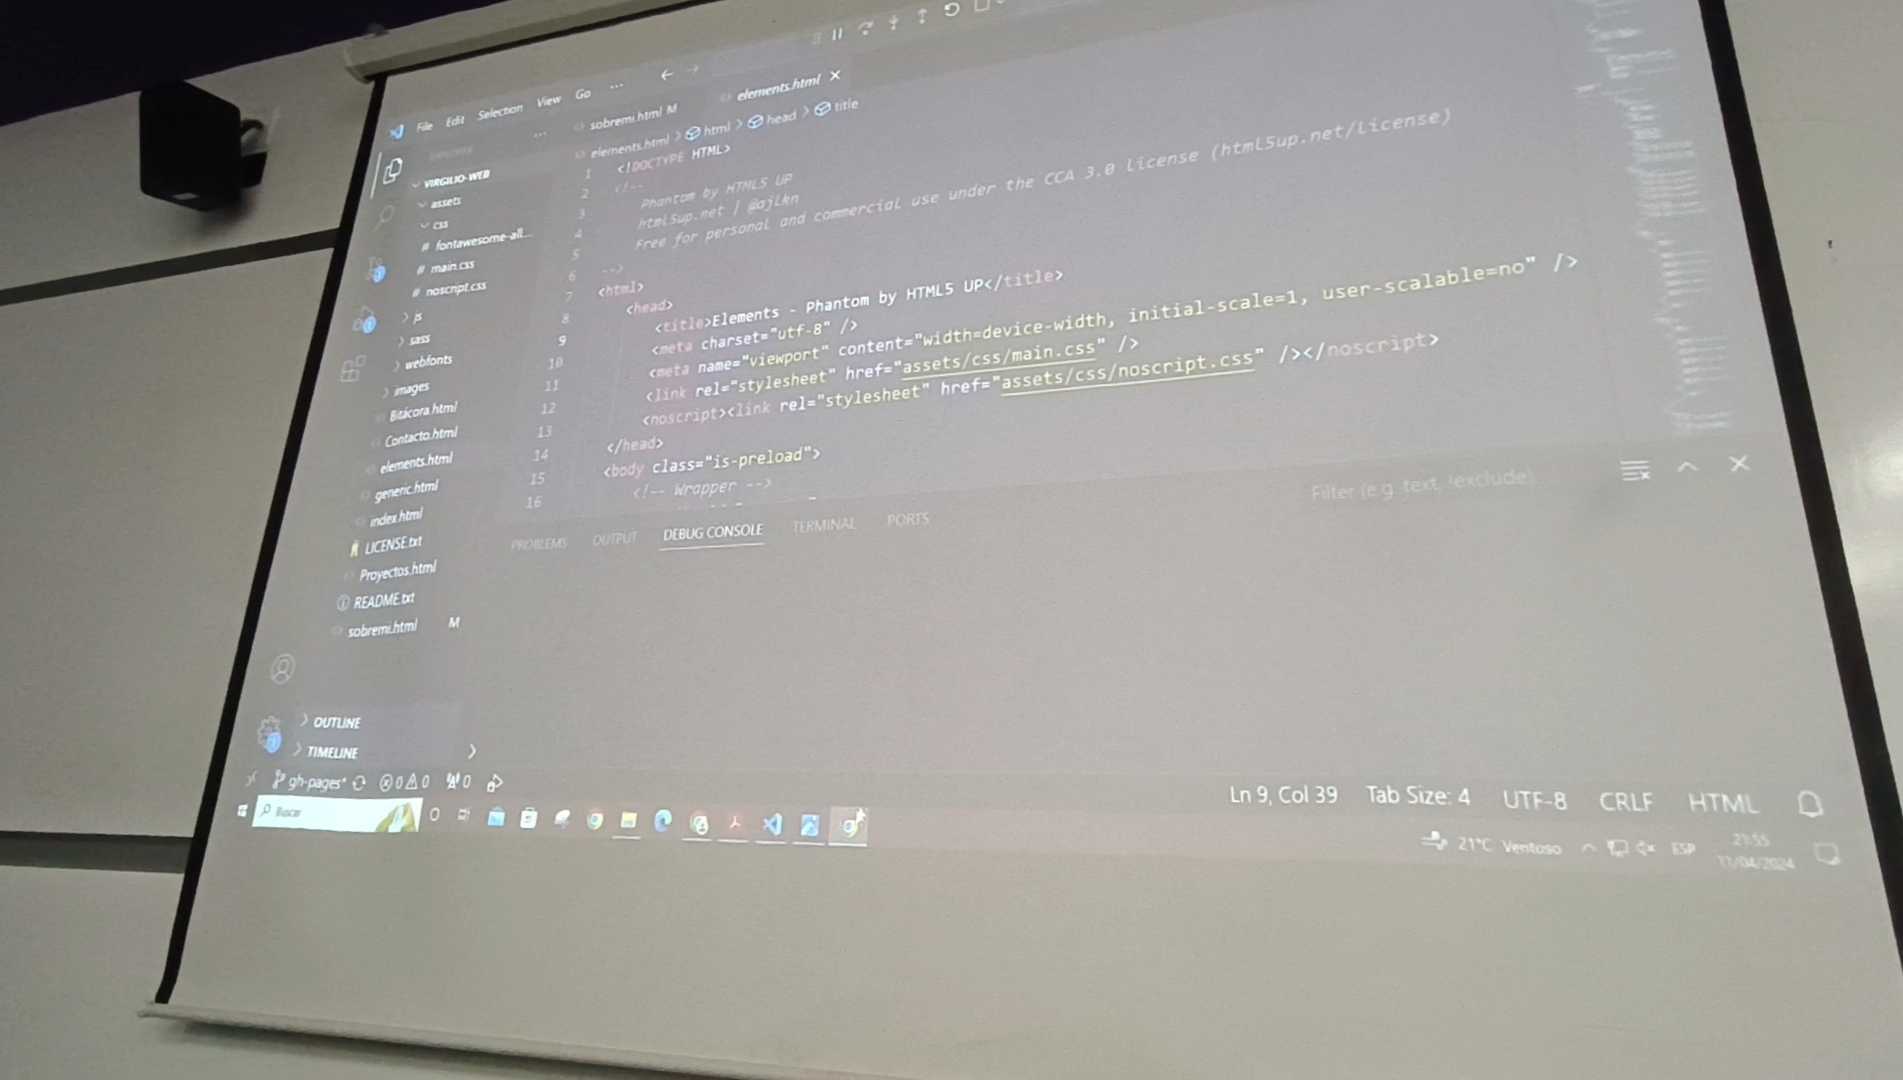 File Edit Selection View Go ...
sobremi.html M
elements.html
elements.html > html > head > title
VIRGILIO-WEB
assets
css
# fontawesome-all...
# main.css
# noscript.css
js
sass
webfonts
images
Bitácora.html
Contacto.html
elements.html
generic.html
index.html
LICENSE.txt
Proyectos.html
README.txt
sobremi.html M
OUTLINE
TIMELINE
1 <!DOCTYPE HTML>
2 <!--
3 Phantom by HTML5 UP
4 html5up.net | @ajlkn
5 Free for personal and commercial use under the CCA 3.0 license (html5up.net/license)
6 -->
7 <html>
8 <head>
9 <title>Elements - Phantom by HTML5 UP</title>
10 <meta charset="utf-8" />
11 <meta name="viewport" content="width=device-width, initial-scale=1, user-scalable=no" />
12 <link rel="stylesheet" href="assets/css/main.css" />
13 <noscript><link rel="stylesheet" href="assets/css/noscript.css" /></noscript>
14 </head>
15 <body class="is-preload">
16 <!-- Wrapper -->
PROBLEMS OUTPUT DEBUG CONSOLE TERMINAL PORTS
Filter (e.g. text, !exclude)
gh-pages* 0 0 0
Ln 9, Col 39 Tab Size: 4 UTF-8 CRLF HTML
Buscar
21°C Ventoso ESP
21:55
11/04/2024